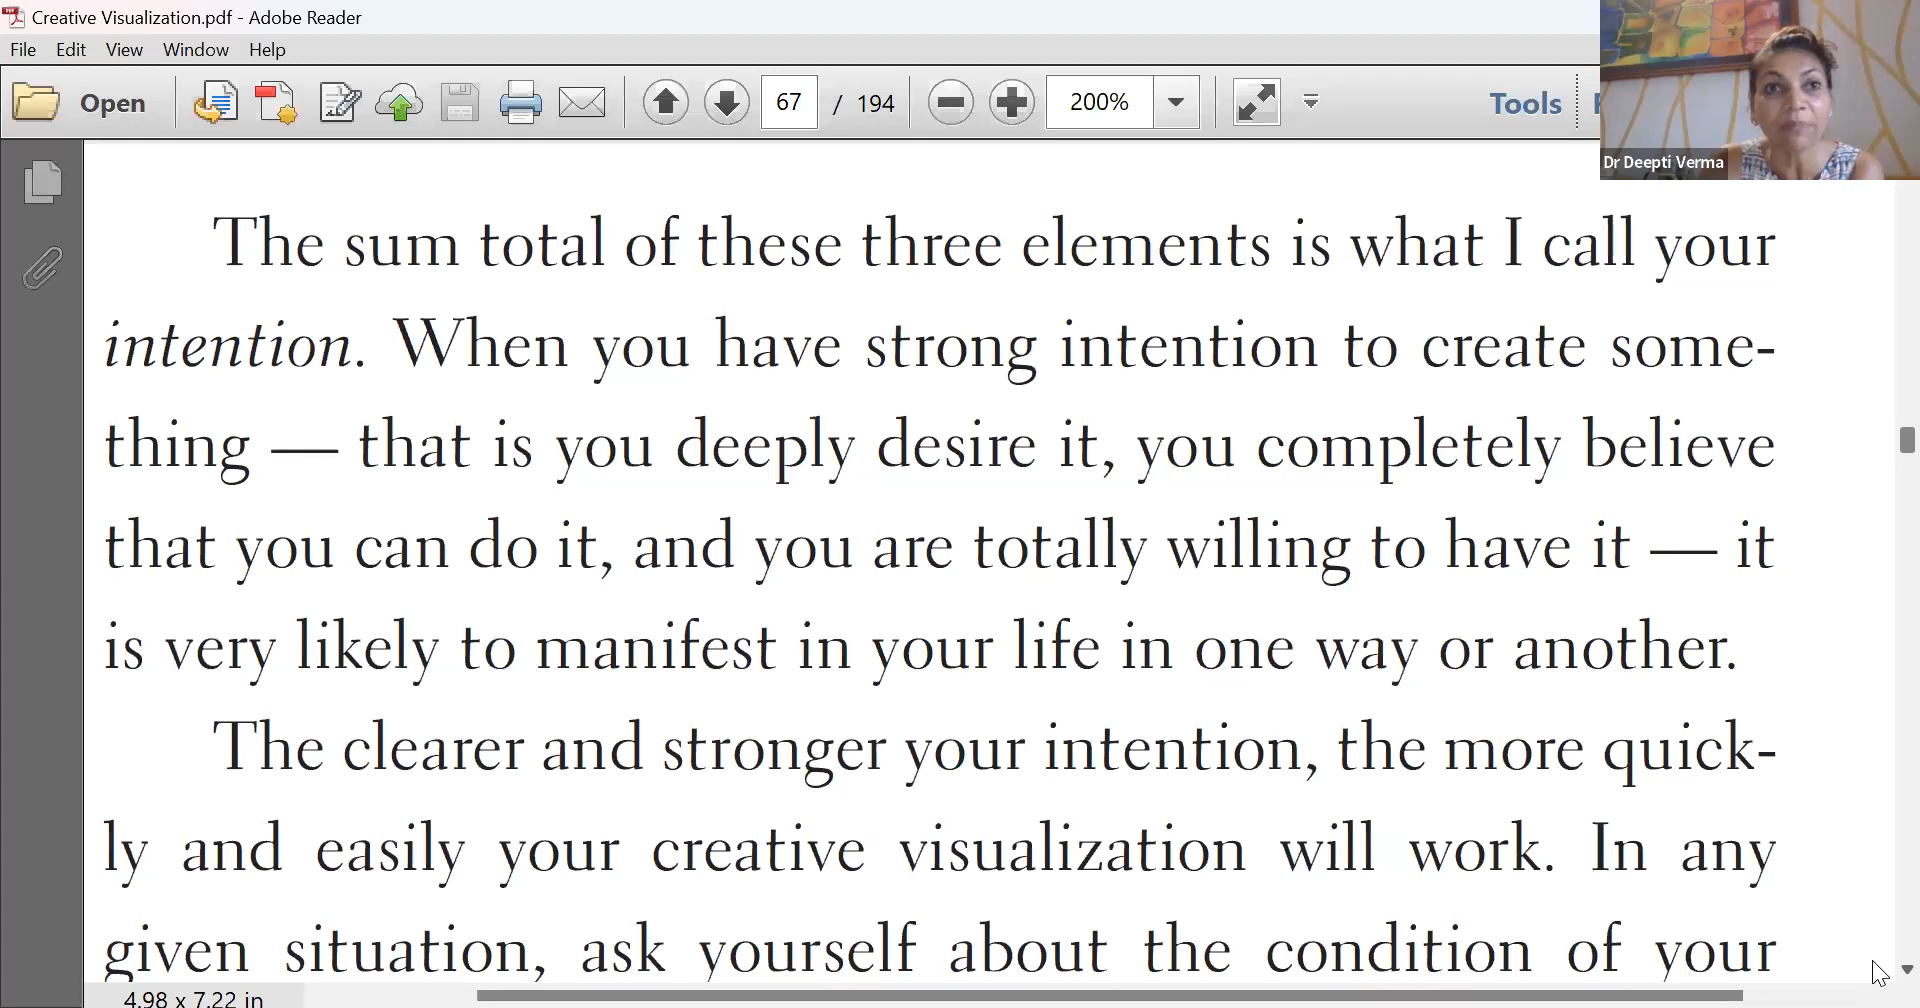 Creative Visualization.pdf - Adobe Reader
File Edit View Window Help
Open 67 / 194 200% Tools
Dr Deepti Verma
The sum total of these three elements is what I call your
intention. When you have strong intention to create some-
thing — that is you deeply desire it, you completely believe
that you can do it, and you are totally willing to have it — it
is very likely to manifest in your life in one way or another.
The clearer and stronger your intention, the more quick-
ly and easily your creative visualization will work. In any
given situation, ask yourself about the condition of your
4.98 x 7.22 in